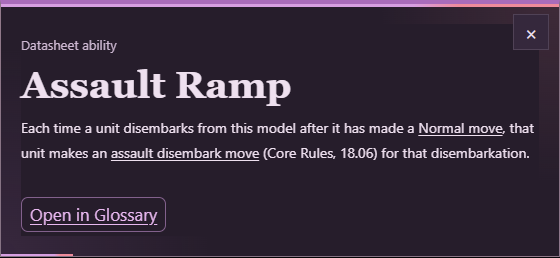 Datasheet ability
×
Assault Ramp
Each time a unit disembarks from this model after it has made a Normal move, that
unit makes an assault disembark move (Core Rules, 18.06) for that disembarkation.
Open in Glossary